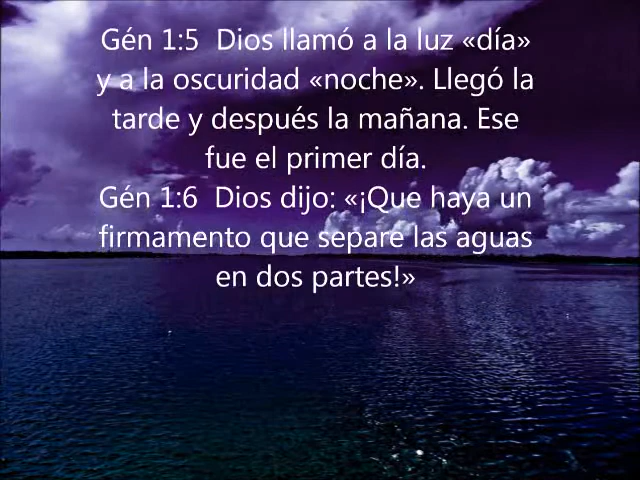 Gén 1:5  Dios llamó a la luz «día»
y a la oscuridad «noche». Llegó la
tarde y después la mañana. Ese
fue el primer día.
Gén 1:6  Dios dijo: «¡Que haya un
firmamento que separe las aguas
en dos partes!»